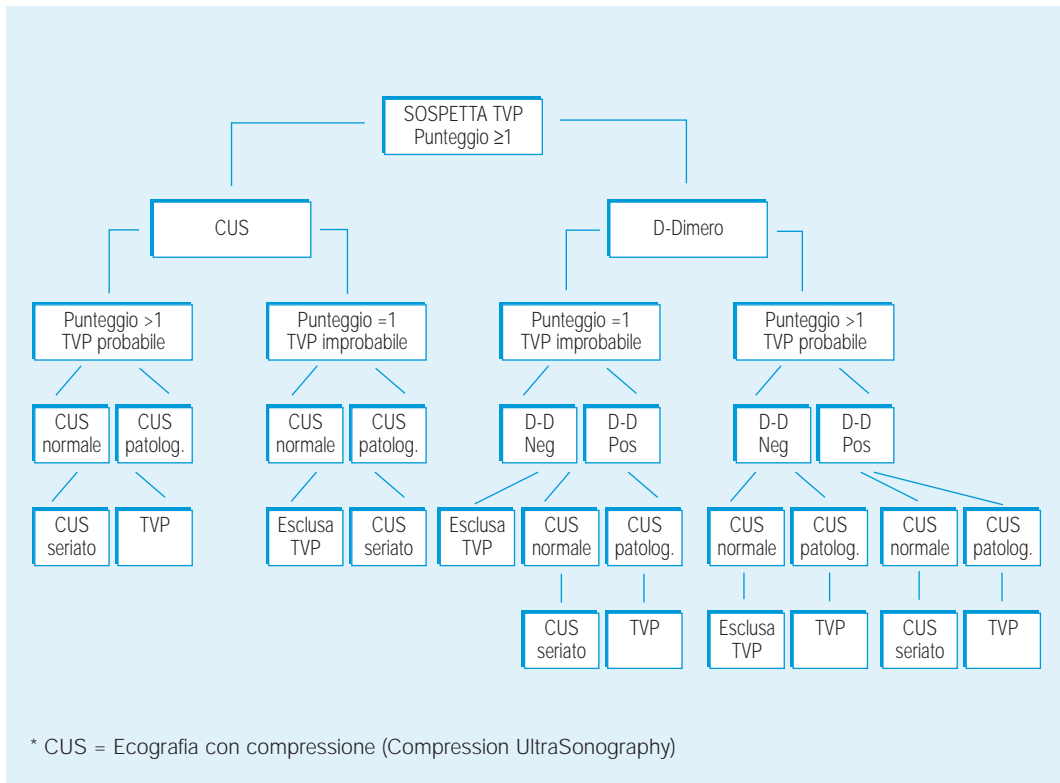 SOSPETTA TVP
Punteggio ≥1
CUS
D-Dimero
Punteggio >1
TVP probabile
Punteggio =1
TVP improbabile
Punteggio =1
TVP improbabile
Punteggio >1
TVP probabile
CUS
normale
CUS
patolog.
CUS
normale
CUS
patolog.
D-D
Neg
D-D
Pos
D-D
Neg
D-D
Pos
CUS
seriato
TVP
Esclusa
TVP
CUS
seriato
Esclusa
TVP
CUS
normale
CUS
patolog.
CUS
normale
CUS
patolog.
CUS
normale
CUS
patolog.
CUS
seriato
TVP
Esclusa
TVP
TVP
CUS
seriato
TVP
* CUS = Ecografia con compressione (Compression UltraSonography)